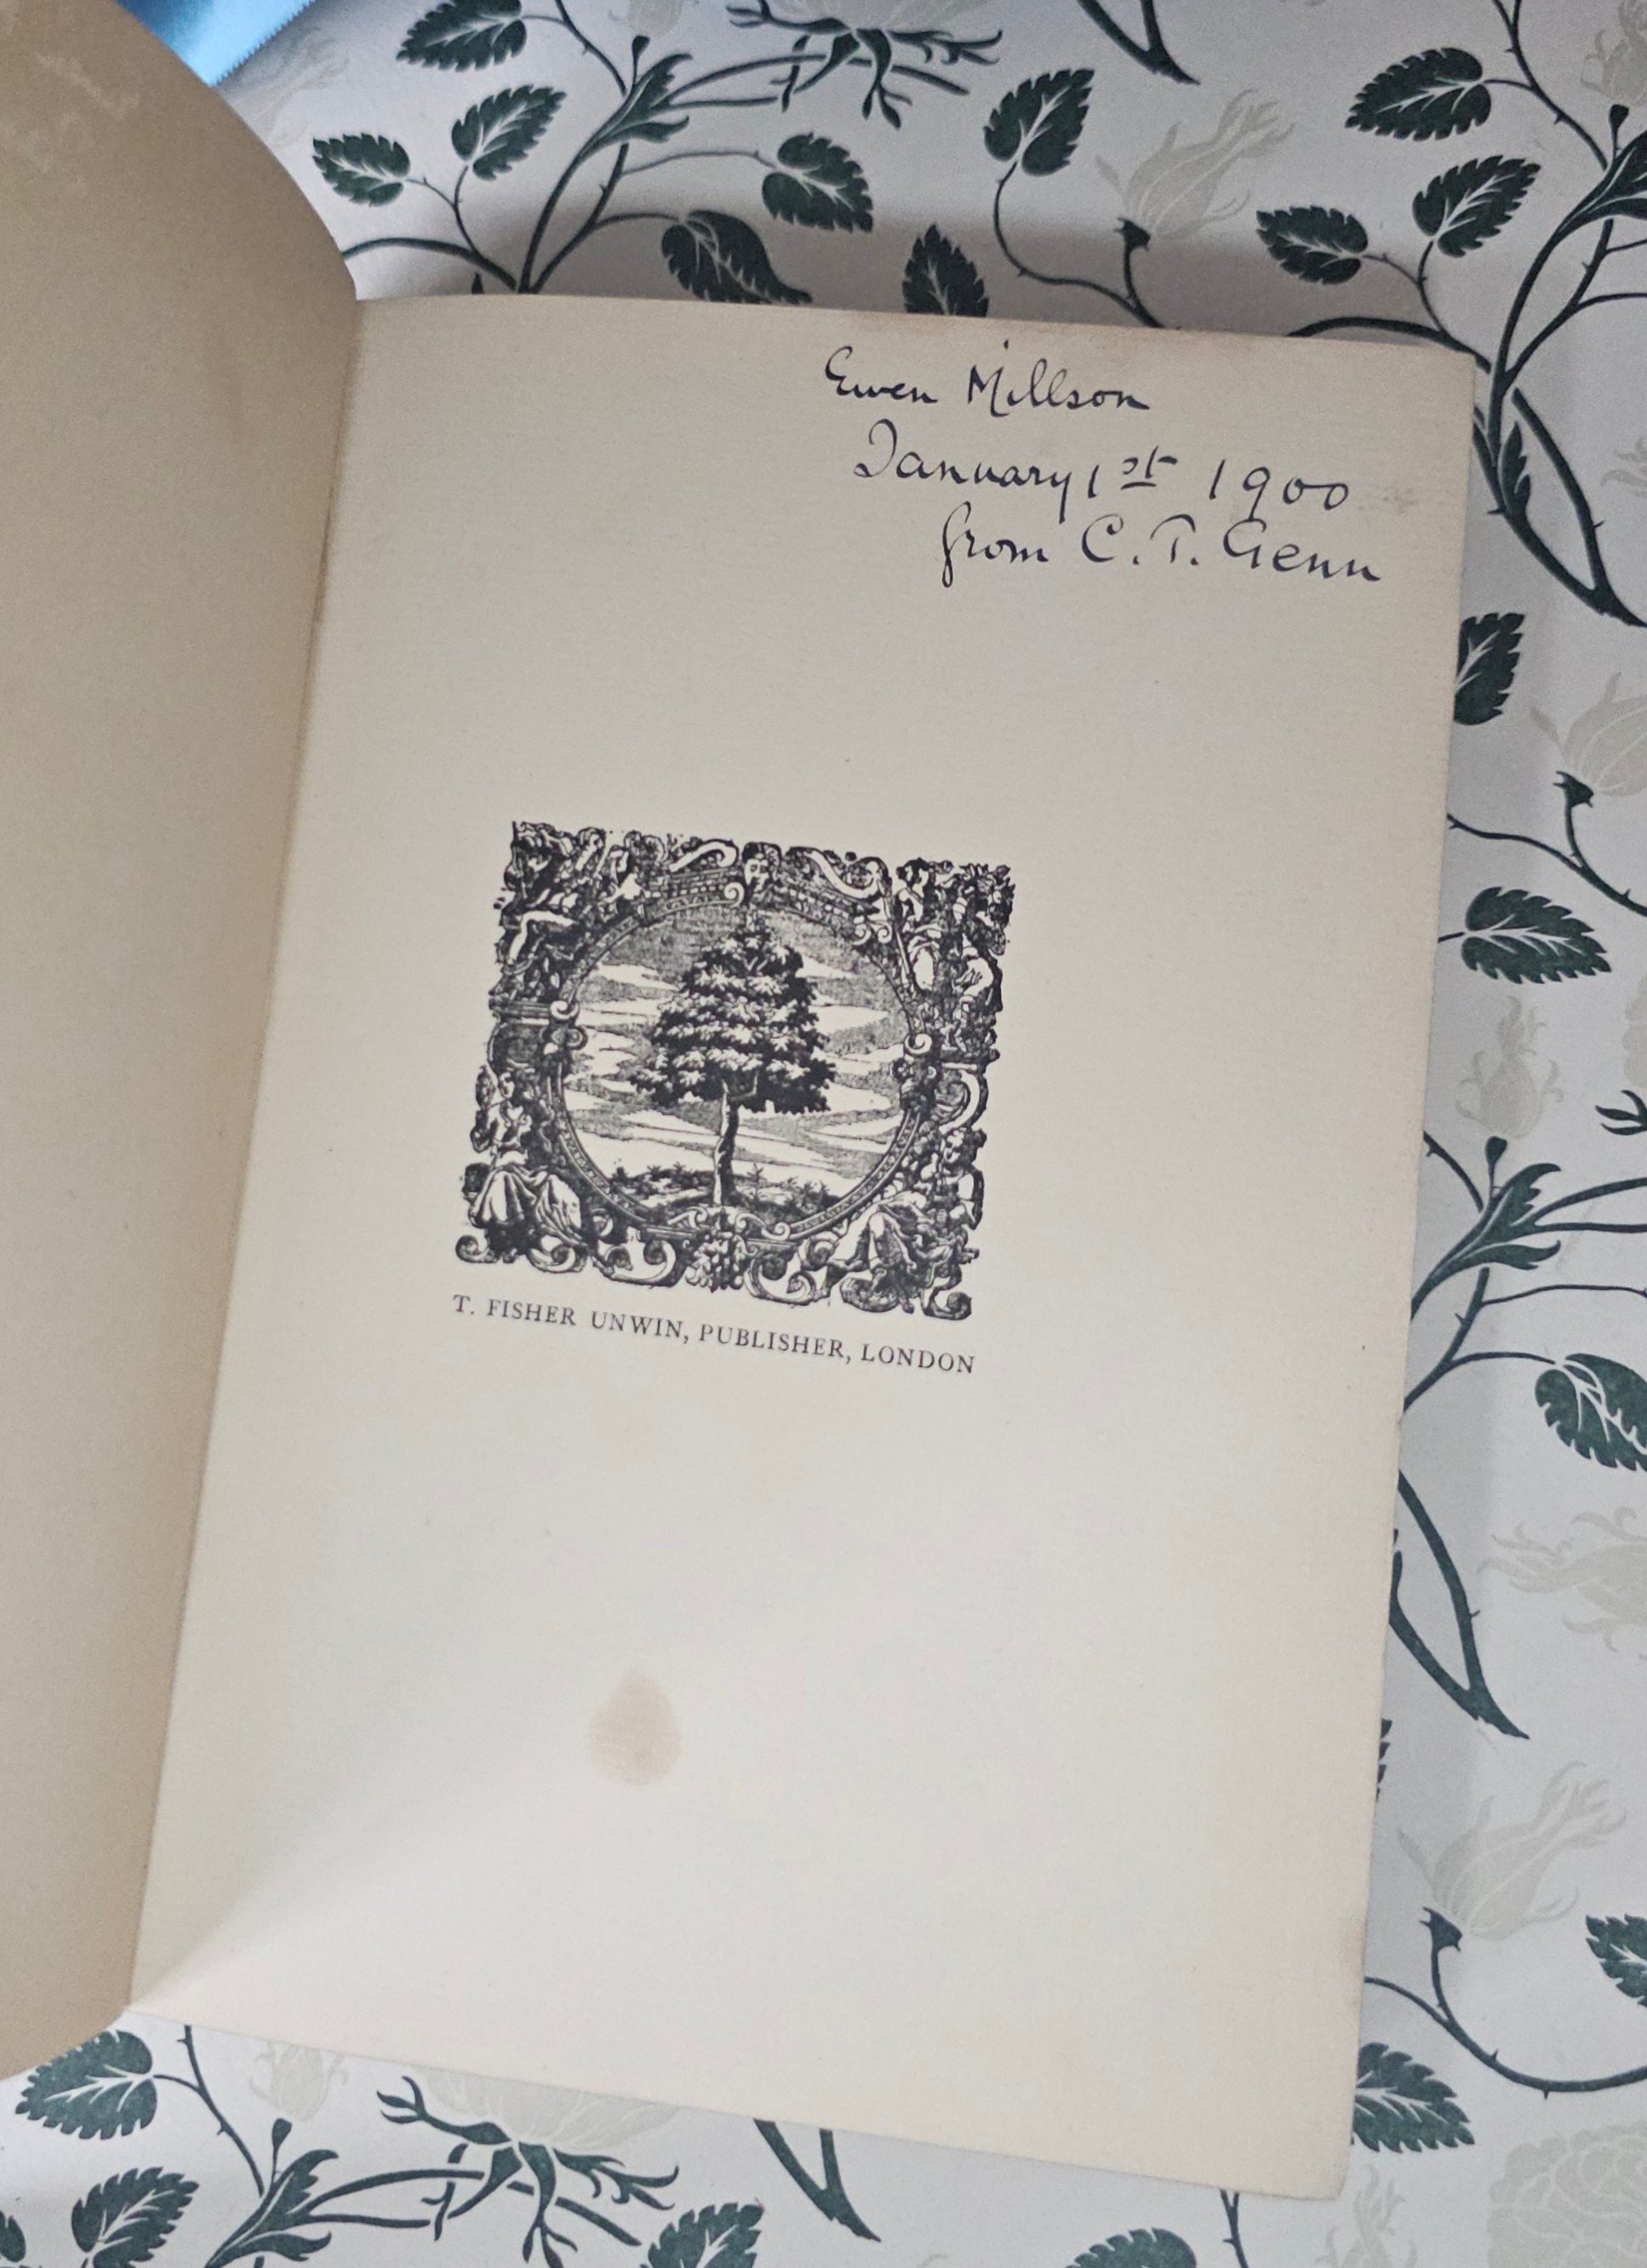 Ewen Millson
January 1st 1900
from C. T. Genn
T. FISHER UNWIN, PUBLISHER, LONDON